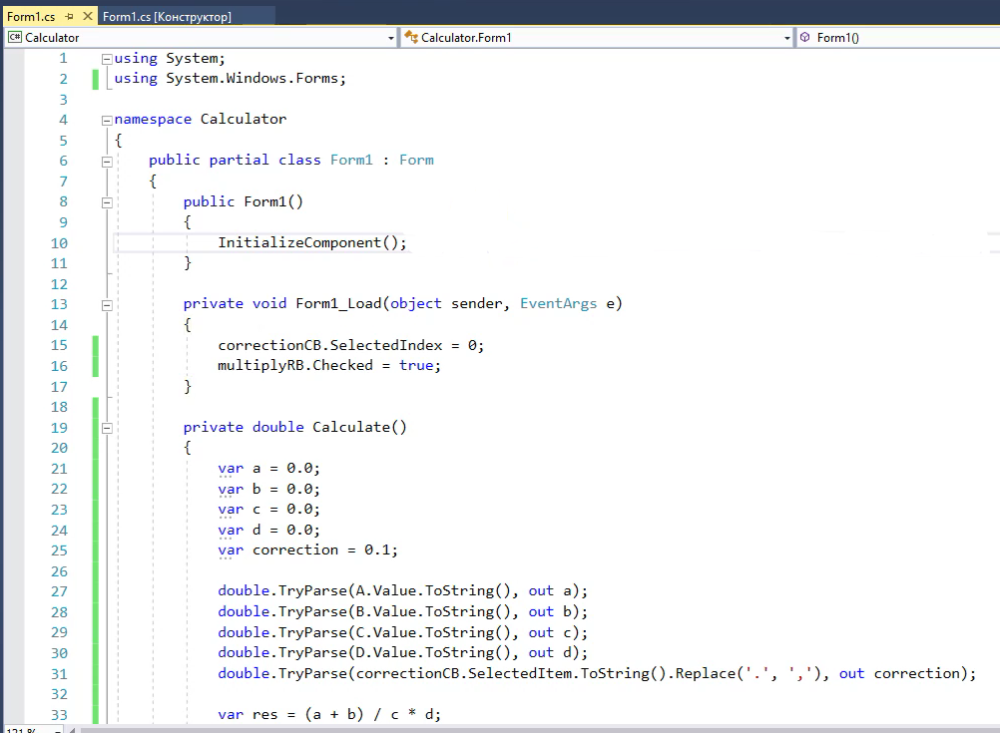 Form1.cs Form1.cs [Конструктор]
C# Calculator Calculator.Form1 Form1()
1 using System;
2 using System.Windows.Forms;
3
4 namespace Calculator
5 {
6 public partial class Form1 : Form
7 {
8 public Form1()
9 {
10 InitializeComponent();
11 }
12
13 private void Form1_Load(object sender, EventArgs e)
14 {
15 correctionCB.SelectedIndex = 0;
16 multiplyRB.Checked = true;
17 }
18
19 private double Calculate()
20 {
21 var a = 0.0;
22 var b = 0.0;
23 var c = 0.0;
24 var d = 0.0;
25 var correction = 0.1;
26
27 double.TryParse(A.Value.ToString(), out a);
28 double.TryParse(B.Value.ToString(), out b);
29 double.TryParse(C.Value.ToString(), out c);
30 double.TryParse(D.Value.ToString(), out d);
31 double.TryParse(correctionCB.SelectedItem.ToString().Replace('.', ','), out correction);
32
33 var res = (a + b) / c * d;
121 %